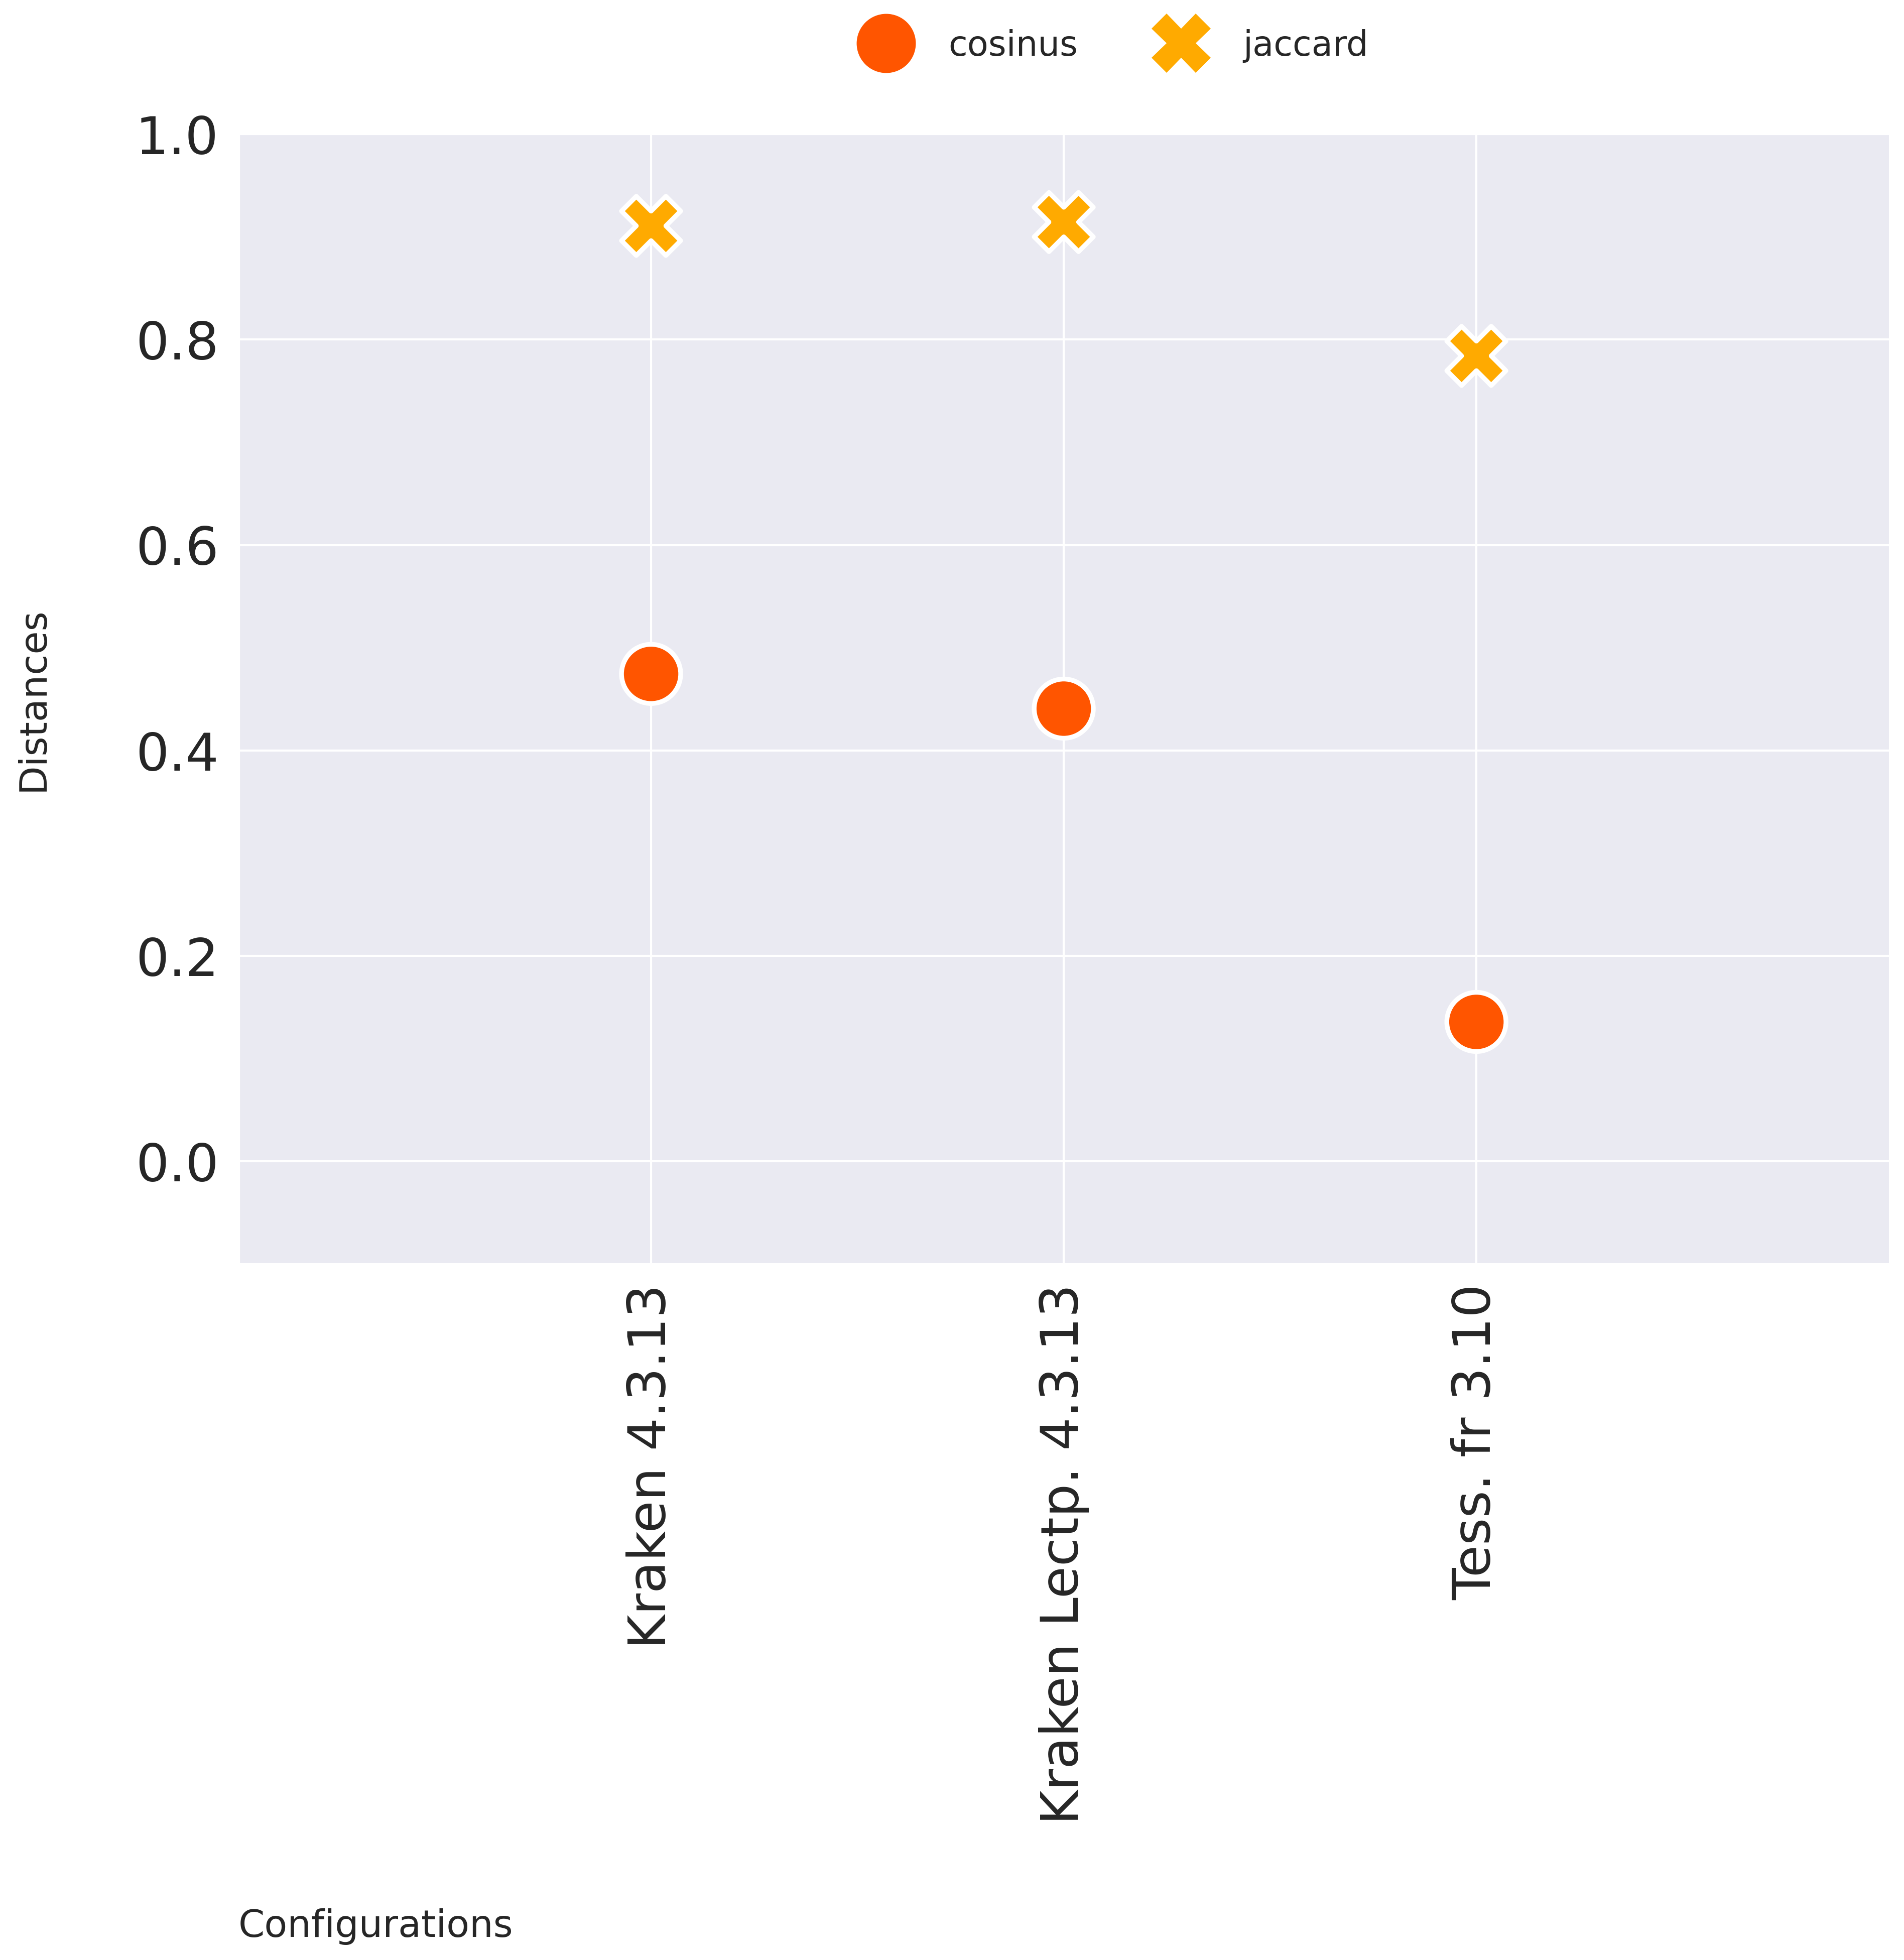 cosinus jaccard
1.0
0.8
0.6
0.4
0.2
0.0
Distances
Kraken 4.3.13
Kraken Lectp. 4.3.13
Tess. fr 3.10
Configurations